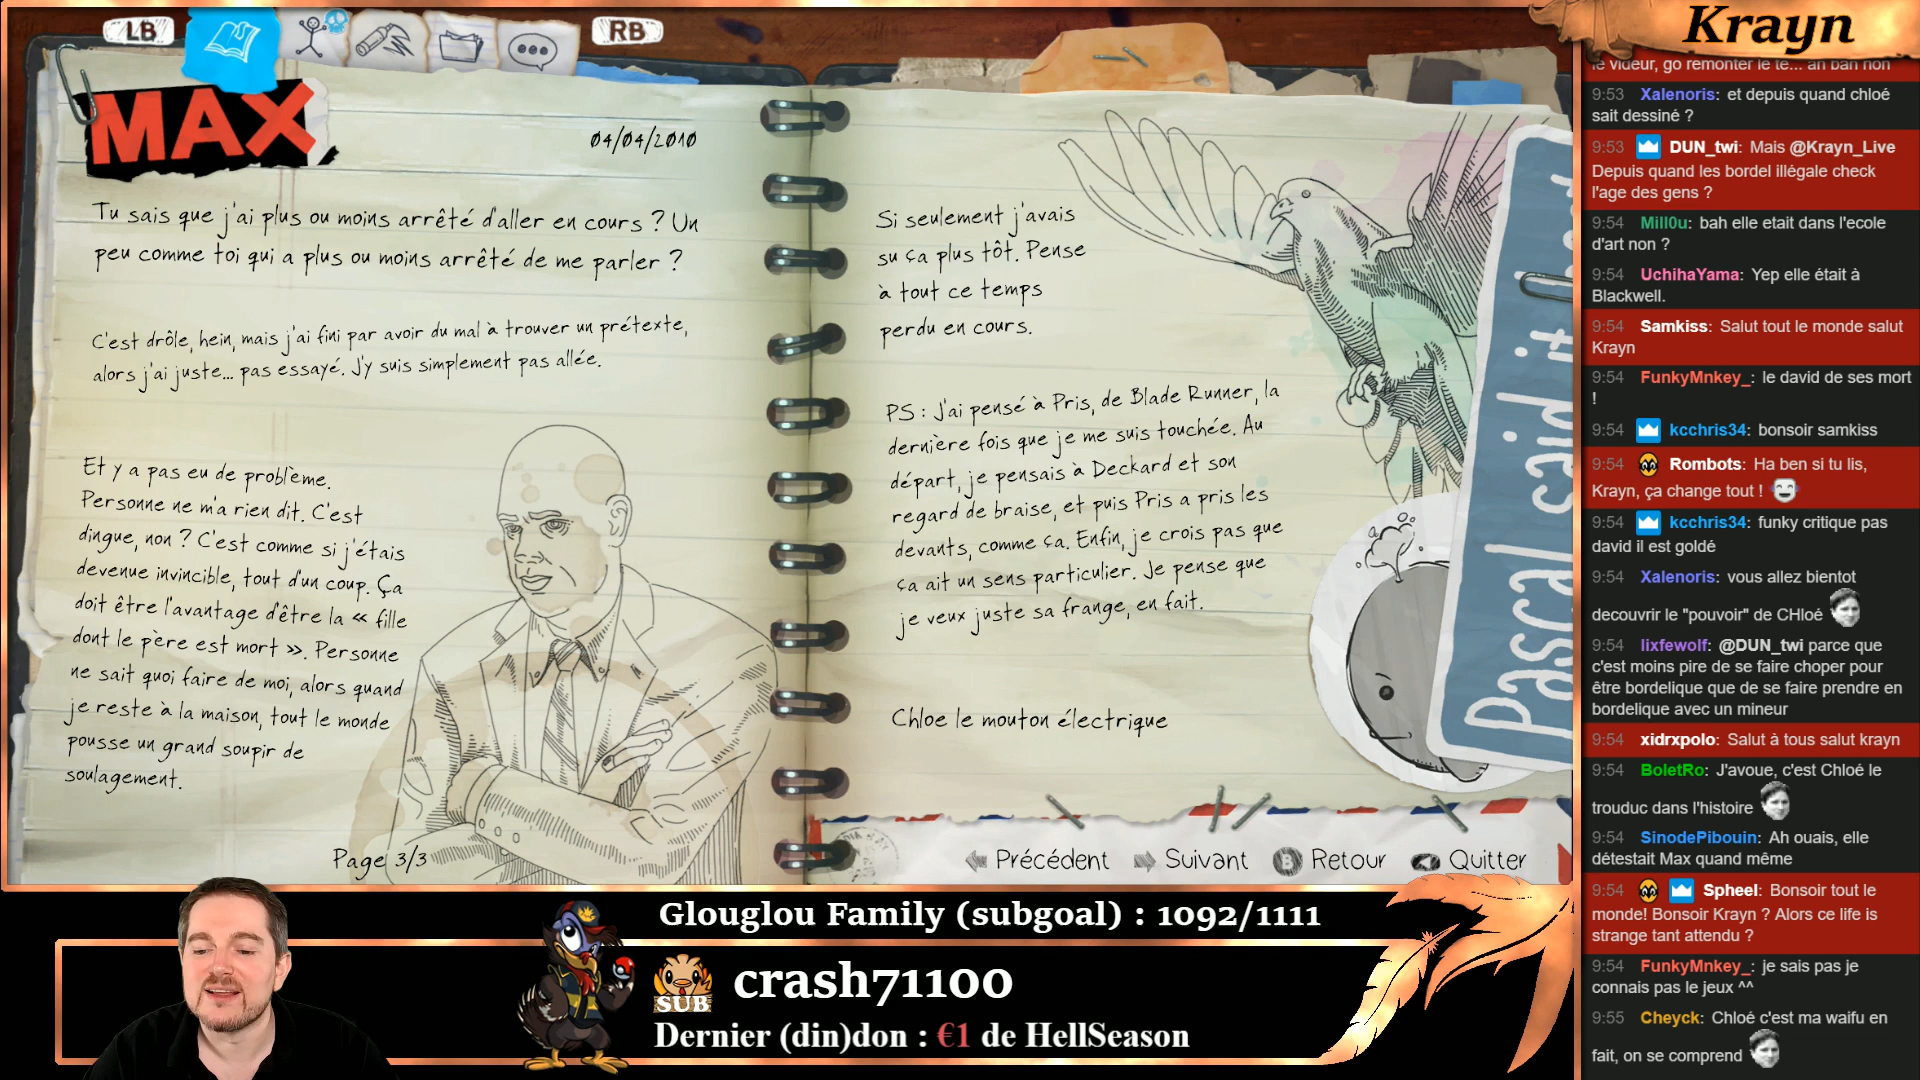 LB
RB
MAX
04/04/2010
Tu sais que j'ai plus ou moins arrêté d'aller en cours ? Un
peu comme toi qui a plus ou moins arrêté de me parler ?
C'est drôle, hein, mais j'ai fini par avoir du mal à trouver un prétexte,
alors j'ai juste... pas essayé. J'y suis simplement pas allée.
Et y a pas eu de problème.
Personne ne m'a rien dit. C'est
dingue, non ? C'est comme si j'étais
devenue invincible, tout d'un coup. Ça
doit être l'avantage d'être la « fille
dont le père est mort ». Personne
ne sait quoi faire de moi, alors quand
je reste à la maison, tout le monde
pousse un grand soupir de
soulagement.
Page 3/3
Si seulement j'avais
su ça plus tôt. Pense
à tout ce temps
perdu en cours.
PS : J'ai pensé à Pris, de Blade Runner, la
dernière fois que je me suis touchée. Au
départ, je pensais à Deckard et son
regard de braise, et puis Pris a pris les
devants, comme ça. Enfin, je crois pas que
ça ait un sens particulier. Je pense que
je veux juste sa frange, en fait.
Chloe le mouton électrique
Pascal said it
Précédent
Suivant
B Retour
Quitter
Glouglou Family (subgoal) : 1092/1111
SUB crash71100
Dernier (din)don : €1 de HellSeason
Krayn
le videur, go remonter le te... ah bah non
9:53 Xalenoris: et depuis quand chloé
sait dessiné ?
9:53 DUN_twi: Mais @Krayn_Live
Depuis quand les bordel illégale check
l'age des gens ?
9:54 Mill0u: bah elle etait dans l'ecole
d'art non ?
9:54 UchihaYama: Yep elle était à
Blackwell.
9:54 Samkiss: Salut tout le monde salut
Krayn
9:54 FunkyMnkey_: le david de ses mort
!
9:54 kcchris34: bonsoir samkiss
9:54 Rombots: Ha ben si tu lis,
Krayn, ça change tout !
9:54 kcchris34: funky critique pas
david il est goldé
9:54 Xalenoris: vous allez bientot
decouvrir le "pouvoir" de CHloé
9:54 lixfewolf: @DUN_twi parce que
c'est moins pire de se faire choper pour
être bordelique que de se faire prendre en
bordelique avec un mineur
9:54 xidrxpolo: Salut à tous salut krayn
9:54 BoletRo: J'avoue, c'est Chloé le
trouduc dans l'histoire
9:54 SinodePibouin: Ah ouais, elle
détestait Max quand même
9:54 Spheel: Bonsoir tout le
monde! Bonsoir Krayn ? Alors ce life is
strange tant attendu ?
9:54 FunkyMnkey_: je sais pas je
connais pas le jeux ^^
9:55 Cheyck: Chloé c'est ma waifu en
fait, on se comprend